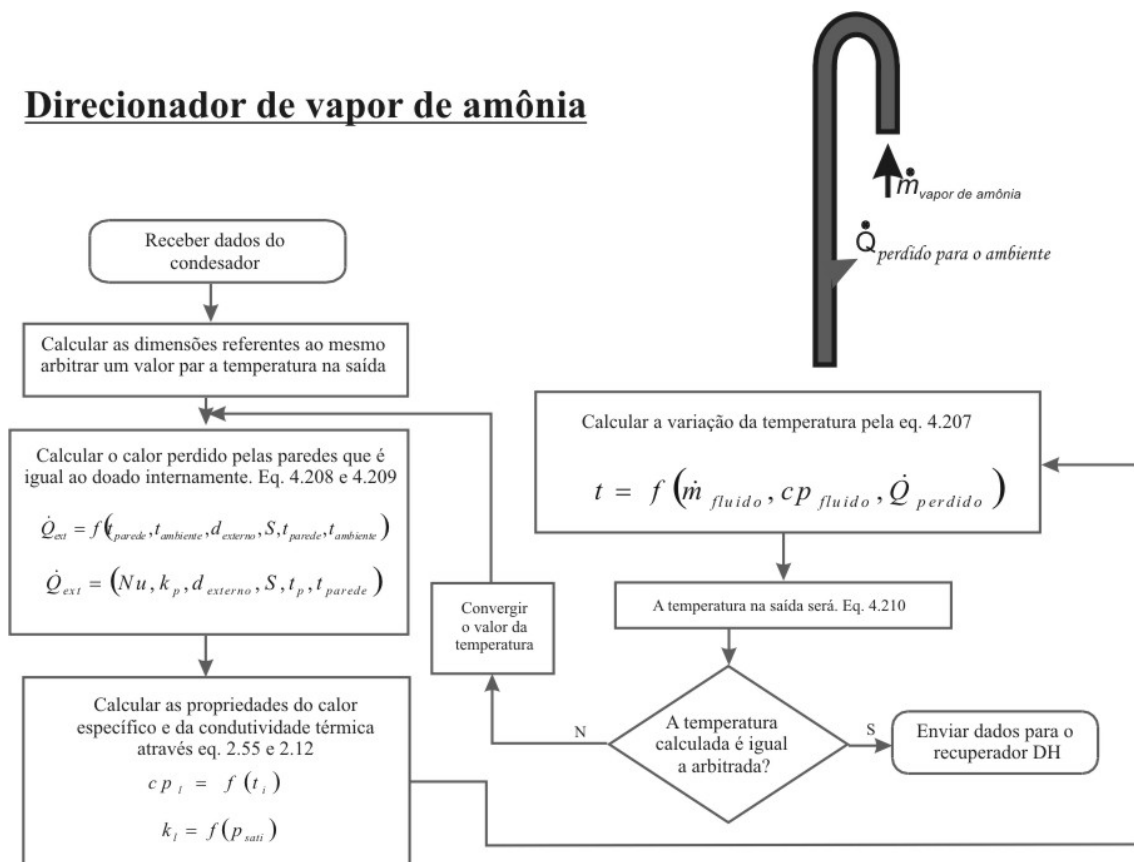 Direcionador de vapor de amônia
ṁ vapor de amônia
Q̇ perdido para o ambiente
Receber dados do
condesador
Calcular as dimensões referentes ao mesmo
arbitrar um valor par a temperatura na saída
Calcular o calor perdido pelas paredes que é
igual ao doado internamente. Eq. 4.208 e 4.209
Q̇ext = f(tparede, tambiente, dexterno, S, tparede, tambiente)
Q̇ext = (Nu, kp, dexterno, S, tp, tparede)
Calcular as propriedades do calor
específico e da condutividade térmica
através eq. 2.55 e 2.12
cpl = f(ti)
kl = f(psati)
Convergir
o valor da
temperatura
Calcular a variação da temperatura pela eq. 4.207
t = f(ṁ fluido, cp fluido, Q̇ perdido)
A temperatura na saída será. Eq. 4.210
A temperatura
calculada é igual
a arbitrada?
N
S
Enviar dados para o
recuperador DH